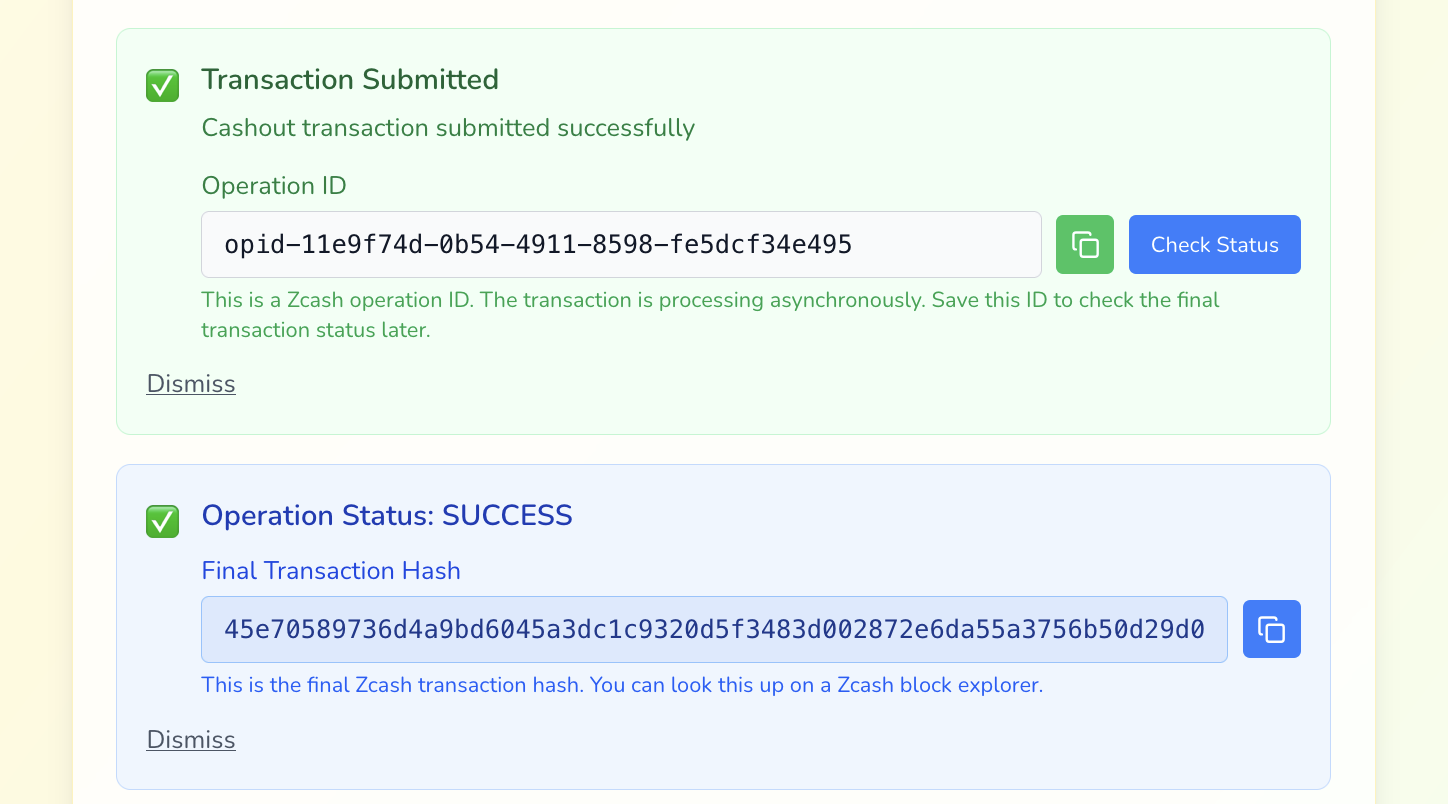 Transaction Submitted
Cashout transaction submitted successfully
Operation ID
opid-11e9f74d-0b54-4911-8598-fe5dcf34e495
Check Status
This is a Zcash operation ID. The transaction is processing asynchronously. Save this ID to check the final
transaction status later.
Dismiss
Operation Status: SUCCESS
Final Transaction Hash
45e70589736d4a9bd6045a3dc1c9320d5f3483d002872e6da55a3756b50d29d0
This is the final Zcash transaction hash. You can look this up on a Zcash block explorer.
Dismiss